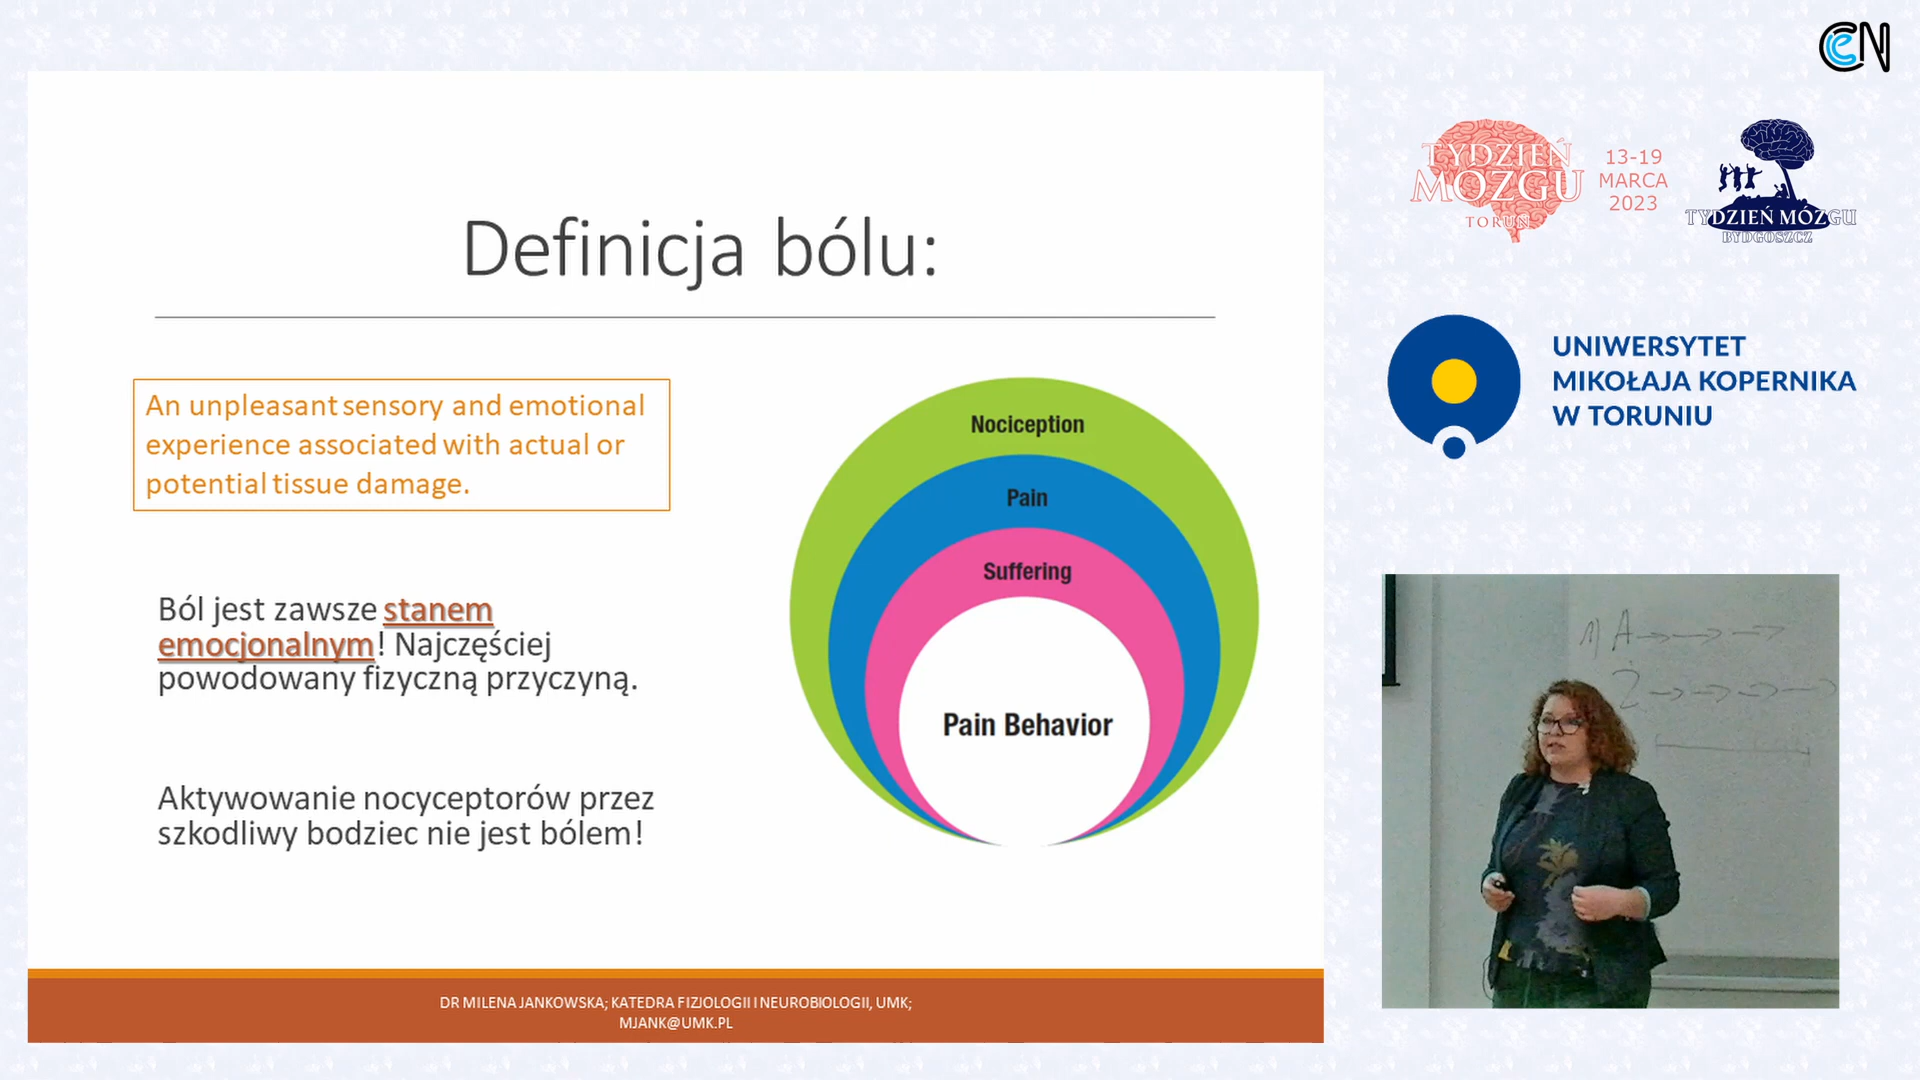 CeN
Definicja bólu:
An unpleasant sensory and emotional
experience associated with actual or
potential tissue damage.
Ból jest zawsze stanem
emocjonalnym! Najczęściej
powodowany fizyczną przyczyną.
Aktywowanie nocyceptorów przez
szkodliwy bodziec nie jest bólem!
Nociception
Pain
Suffering
Pain Behavior
DR MILENA JANKOWSKA; KATEDRA FIZJOLOGII I NEUROBIOLOGII, UMK;
MJANK@UMK.PL
TYDZIEŃ
MÓZGU
TORUŃ
13-19
MARCA
2023
TYDZIEŃ MÓZGU
BYDGOSZCZ
UNIWERSYTET
MIKOŁAJA KOPERNIKA
W TORUNIU